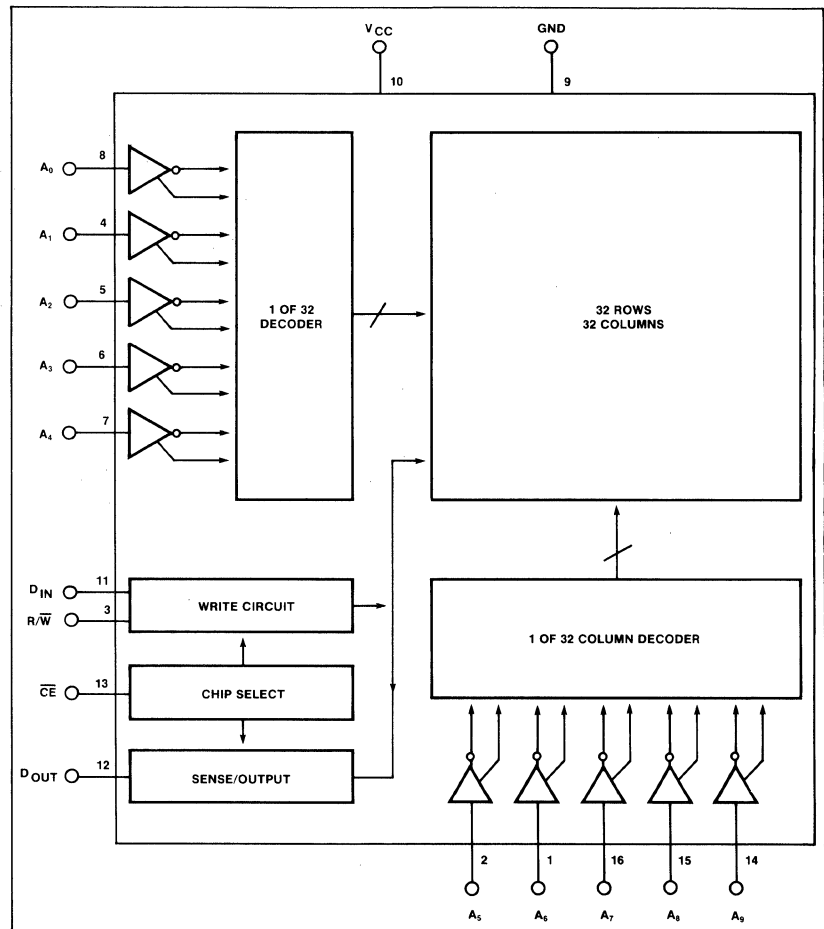 VCC
GND
10
9
8
A0
4
A1
5
A2
6
A3
7
A4
1 OF 32
DECODER
32 ROWS
32 COLUMNS
11
DIN
3
R/W̅
WRITE CIRCUIT
13
C̅E̅
CHIP SELECT
12
DOUT
SENSE/OUTPUT
1 OF 32 COLUMN DECODER
2
1
16
15
14
A5
A6
A7
A8
A9